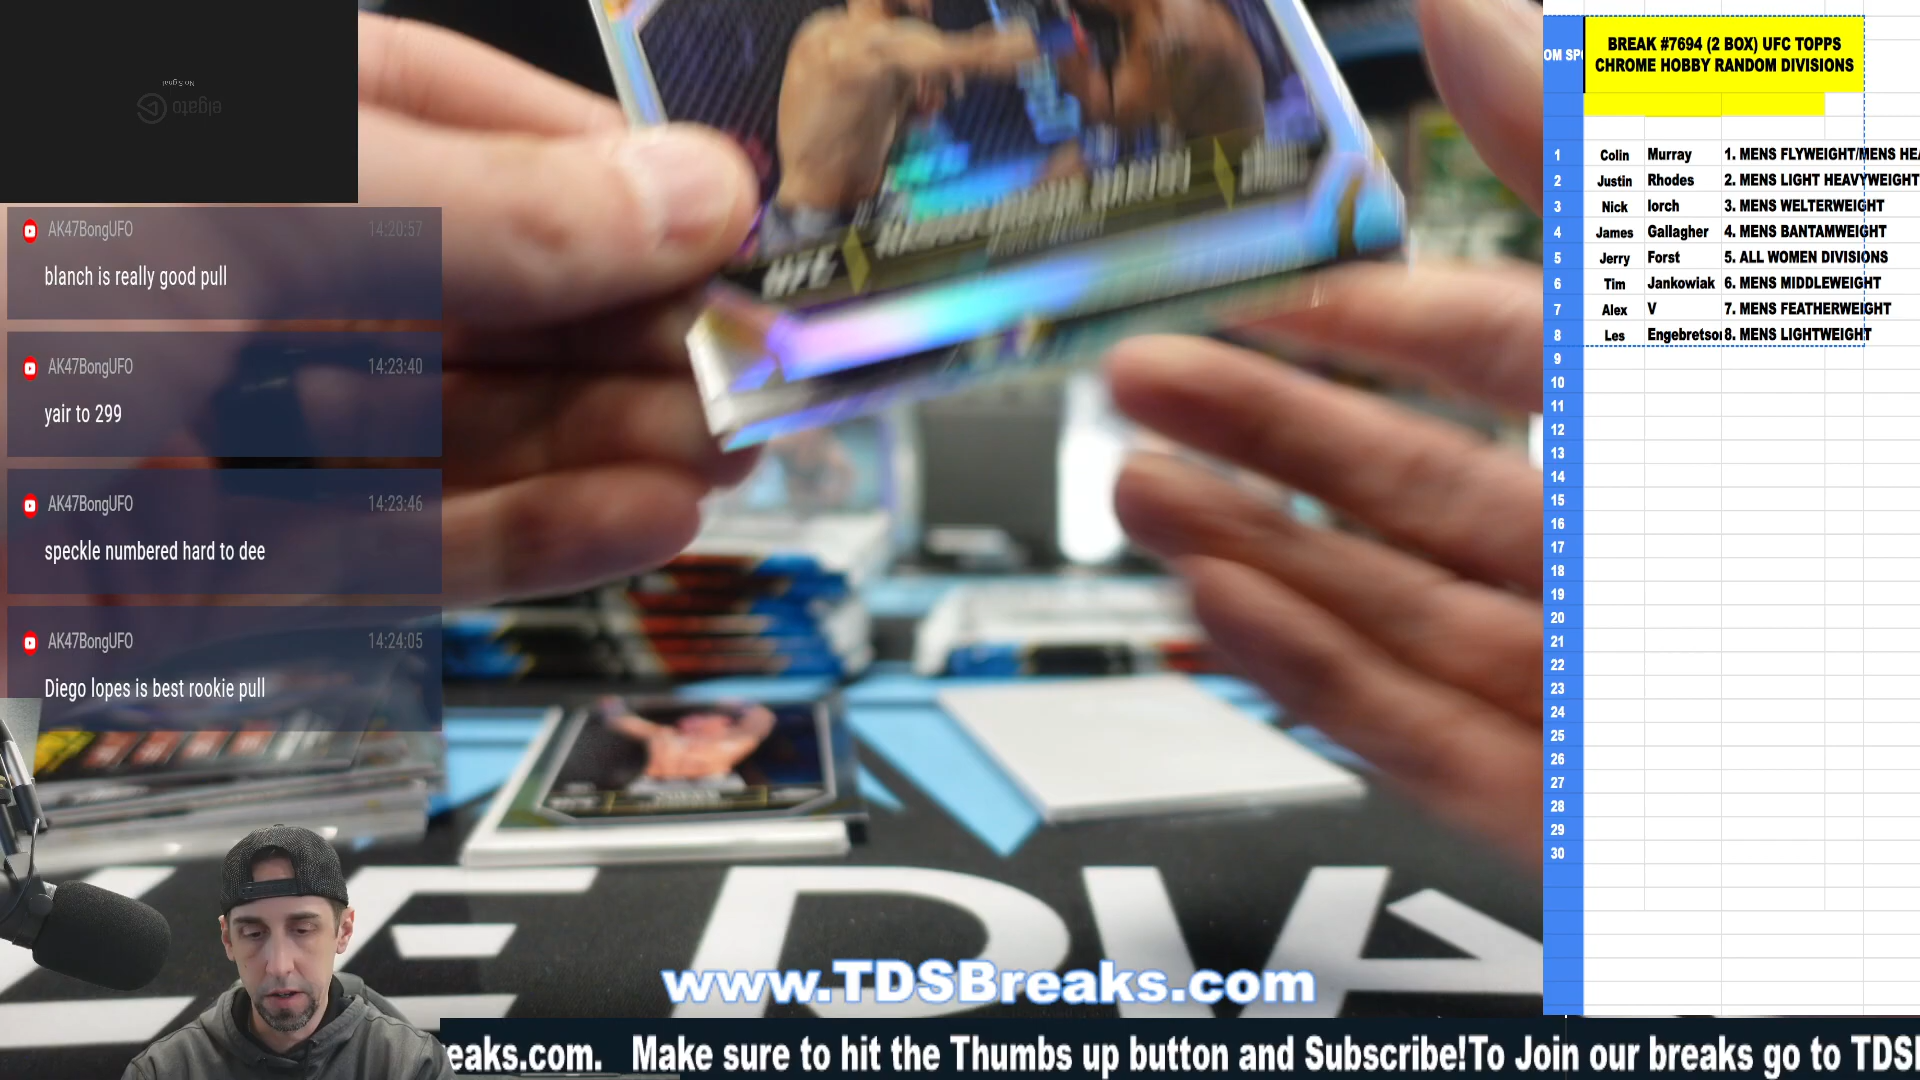 No Signal
elgato
AK47BongUFO 14:20:57
blanch is really good pull
AK47BongUFO 14:23:40
yair to 299
AK47BongUFO 14:23:46
speckle numbered hard to dee
AK47BongUFO 14:24:05
Diego lopes is best rookie pull
UFC
OM SP
BREAK #7694 (2 BOX) UFC TOPPS
CHROME HOBBY RANDOM DIVISIONS
1 Colin Murray 1. MENS FLYWEIGHT/MENS HEA
2 Justin Rhodes 2. MENS LIGHT HEAVYWEIGHT
3 Nick lorch 3. MENS WELTERWEIGHT
4 James Gallagher 4. MENS BANTAMWEIGHT
5 Jerry Forst 5. ALL WOMEN DIVISIONS
6 Tim Jankowiak 6. MENS MIDDLEWEIGHT
7 Alex V 7. MENS FEATHERWEIGHT
8 Les Engebretso 8. MENS LIGHTWEIGHT
9
10
11
12
13
14
15
16
17
18
19
20
21
22
23
24
25
26
27
28
29
30
www.TDSBreaks.com
eaks.com. Make sure to hit the Thumbs up button and Subscribe!To Join our breaks go to TDS